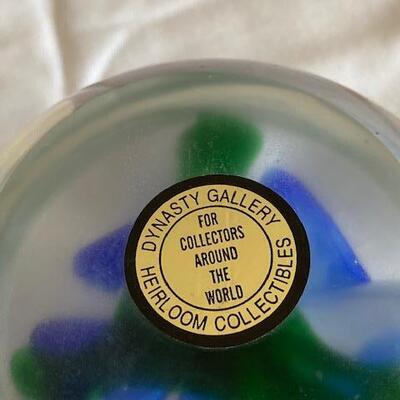 DYNASTY GALLERY
FOR
COLLECTORS
AROUND
THE
WORLD
HEIRLOOM COLLECTIBLES